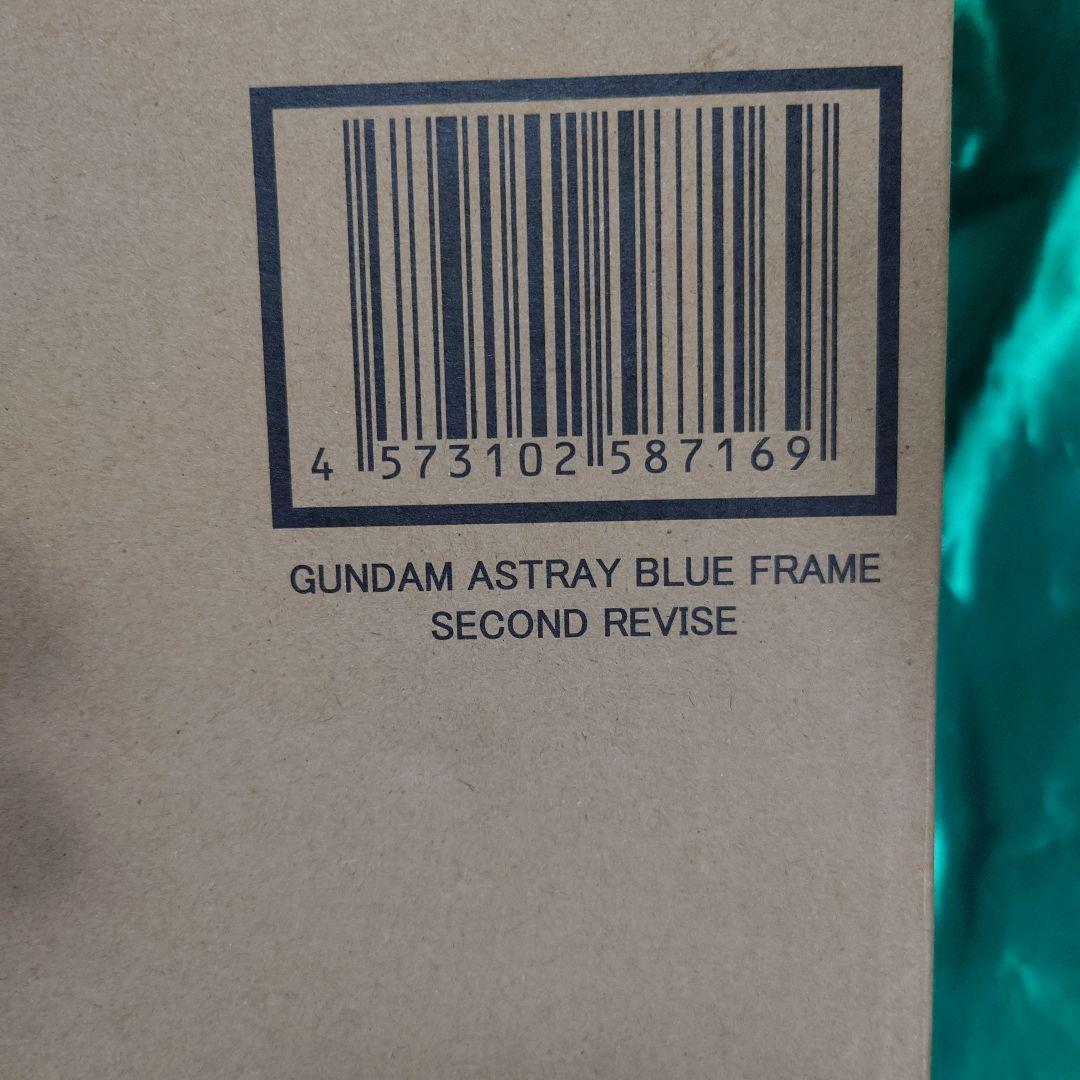 4 573102 587169
GUNDAM ASTRAY BLUE FRAME
SECOND REVISE